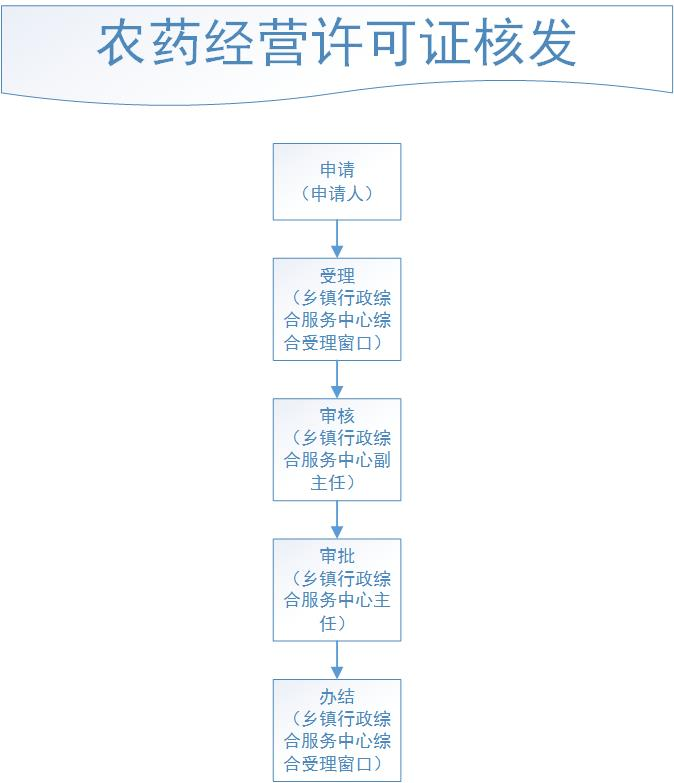 农药经营许可证核发
申请
（申请人）
受理
（乡镇行政综
合服务中心综
合受理窗口）
审核
（乡镇行政综
合服务中心副
主任）
审批
（乡镇行政综
合服务中心主
任）
办结
（乡镇行政综
合服务中心综
合受理窗口）